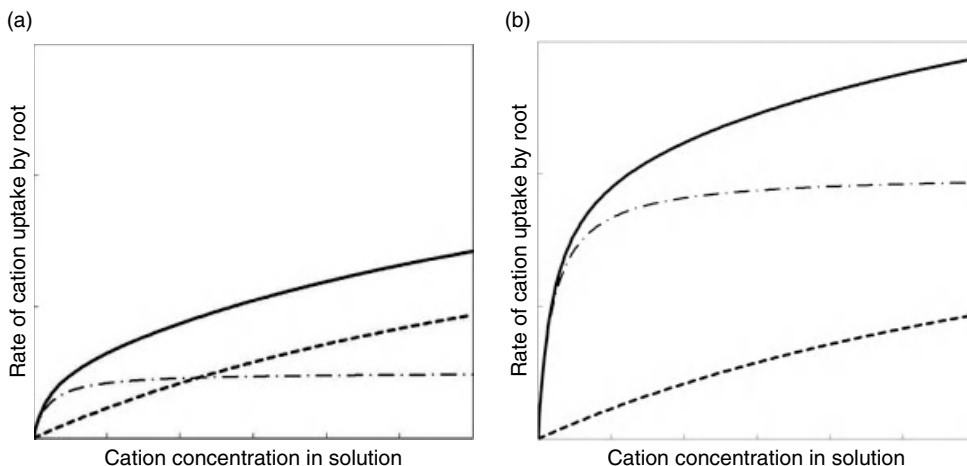 (a)
Rate of cation uptake by root
Cation concentration in solution
(b)
Rate of cation uptake by root
Cation concentration in solution